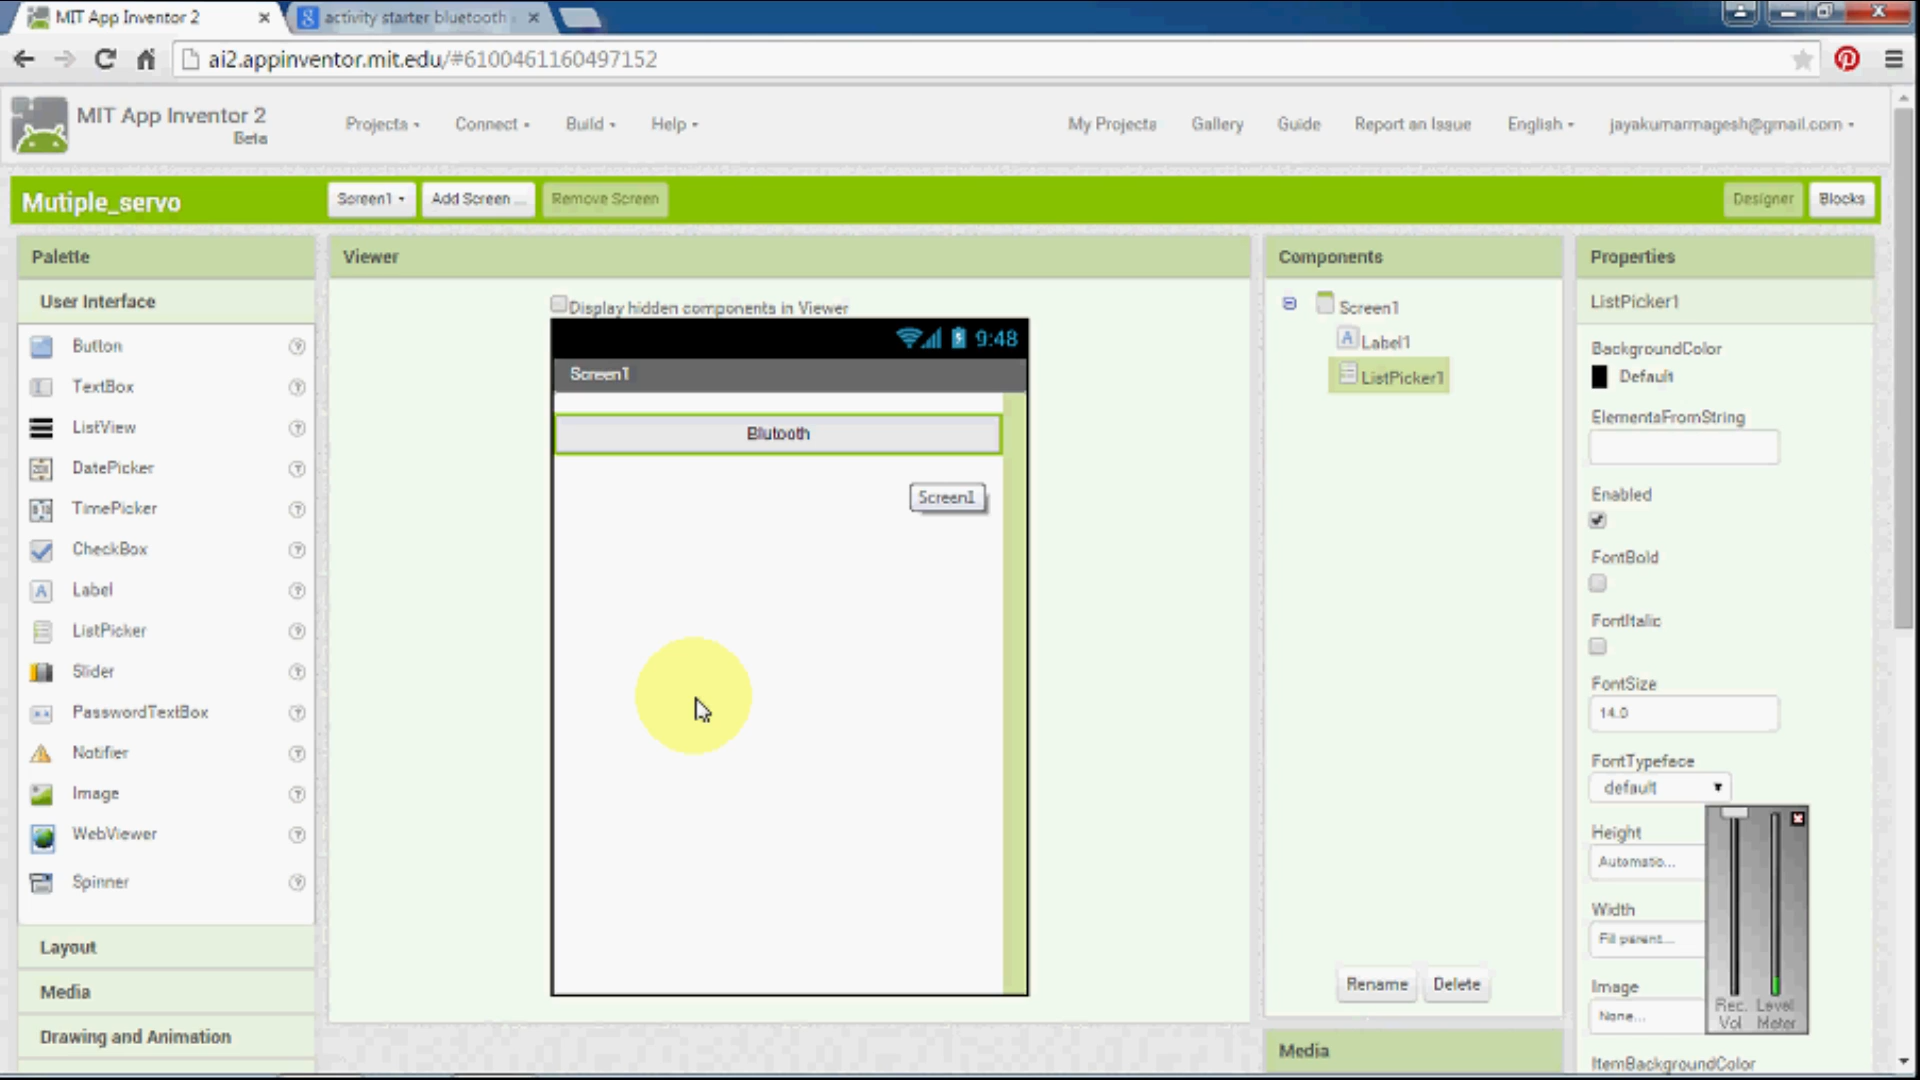 MIT App Inventor 2
activity starter bluetooth
ai2.appinventor.mit.edu/#6100461160497152
MIT App Inventor 2
Beta
Projects
Connect
Build
Help
My Projects
Gallery
Guide
Report an Issue
English
jayakumarmagesh@gmail.com
Mutiple_servo
Screen1
Add Screen ...
Remove Screen
Designer
Blocks
Palette
Viewer
Components
Properties
User Interface
Button
TextBox
ListView
DatePicker
TimePicker
CheckBox
Label
ListPicker
Slider
PasswordTextBox
Notifier
Image
WebViewer
Spinner
Layout
Media
Drawing and Animation
Display hidden components in Viewer
9:48
Screen1
Blutooth
Screen1
Screen1
Label1
ListPicker1
Rename
Delete
Media
ListPicker1
BackgroundColor
Default
ElementsFromString
Enabled
FontBold
FontItalic
FontSize
14.0
FontTypeface
default
Height
Automatic...
Width
Fill parent...
Image
None...
ItemBackgroundColor
Rec. Level
Vol Meter